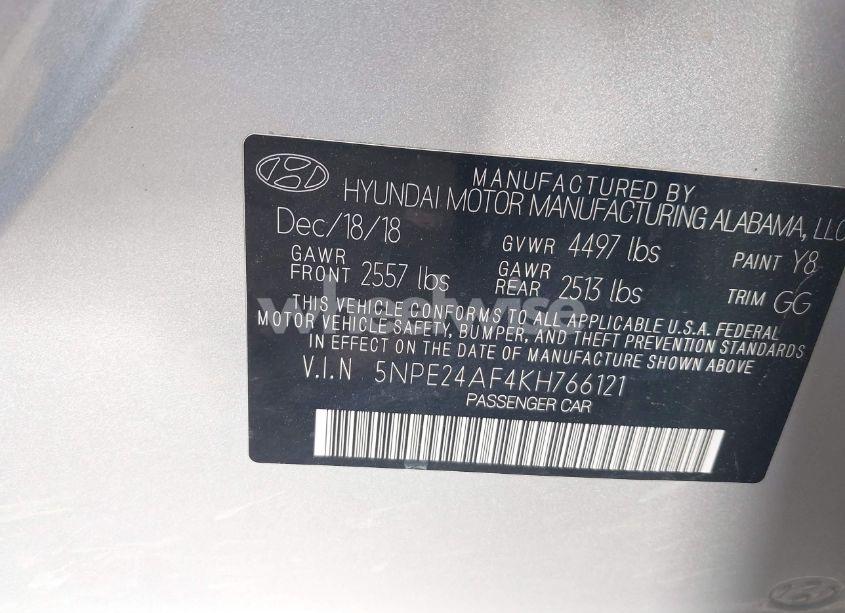 MANUFACTURED BY
HYUNDAI MOTOR MANUFACTURING ALABAMA, LLC
Dec/18/18 GVWR 4497 lbs PAINT Y8
GAWR FRONT 2557 lbs GAWR REAR 2513 lbs TRIM GG
THIS VEHICLE CONFORMS TO ALL APPLICABLE U.S.A. FEDERAL
MOTOR VEHICLE SAFETY, BUMPER, AND THEFT PREVENTION STANDARDS
IN EFFECT ON THE DATE OF MANUFACTURE SHOWN ABOVE
V.I.N 5NPE24AF4KH766121
PASSENGER CAR
wheelwise